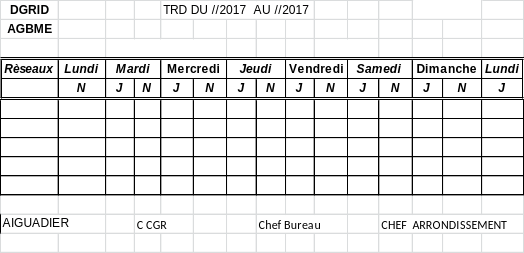 DGRID TRD DU //2017 AU //2017
AGBME
Rèseaux Lundi Mardi Mercredi Jeudi Vendredi Samedi Dimanche Lundi
N J N J N J N J N J N J N J
AIGUADIER C CGR Chef Bureau CHEF ARRONDISSEMENT